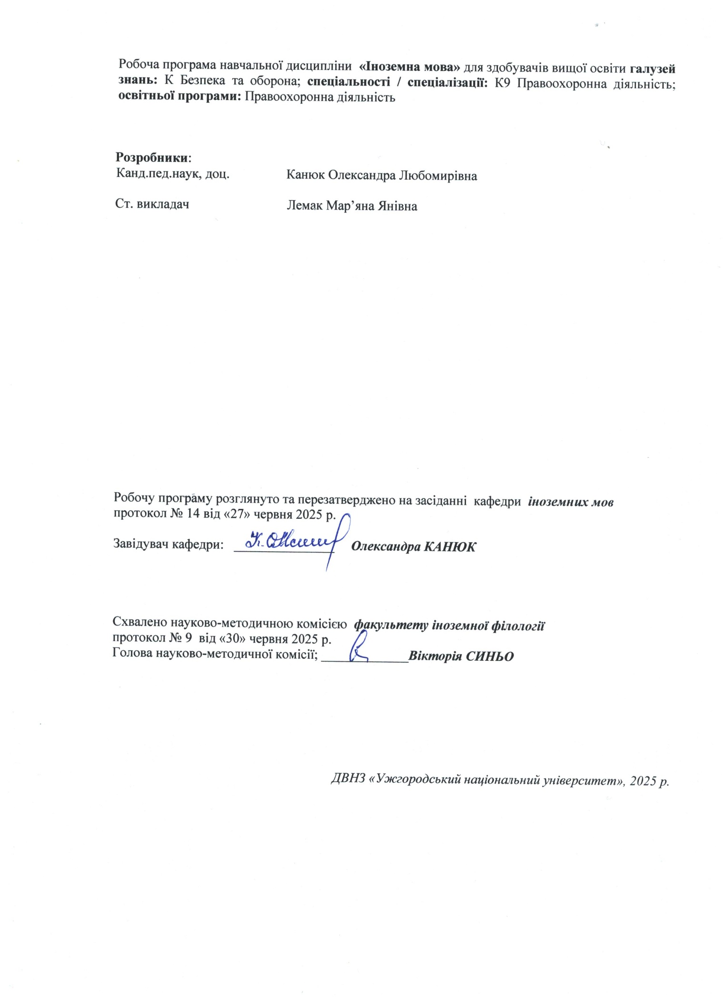 Робоча програма навчальної дисципліни «Іноземна мова» для здобувачів вищої освіти галузей
знань: К Безпека та оборона; спеціальності / спеціалізації: К9 Правоохоронна діяльність;
освітньої програми: Правоохоронна діяльність
Розробники:
Канд.пед.наук, доц. Канюк Олександра Любомирівна
Ст. викладач Лемак Мар’яна Янівна
Робочу програму розглянуто та перезатверджено на засіданні кафедри іноземних мов
протокол № 14 від «27» червня 2025 р.
Завідувач кафедри: Олександра КАНЮК
Схвалено науково-методичною комісією факультету іноземної філології
протокол № 9 від «30» червня 2025 р.
Голова науково-методичної комісії; Вікторія СИНЬО
ДВНЗ «Ужгородський національний університет», 2025 р.